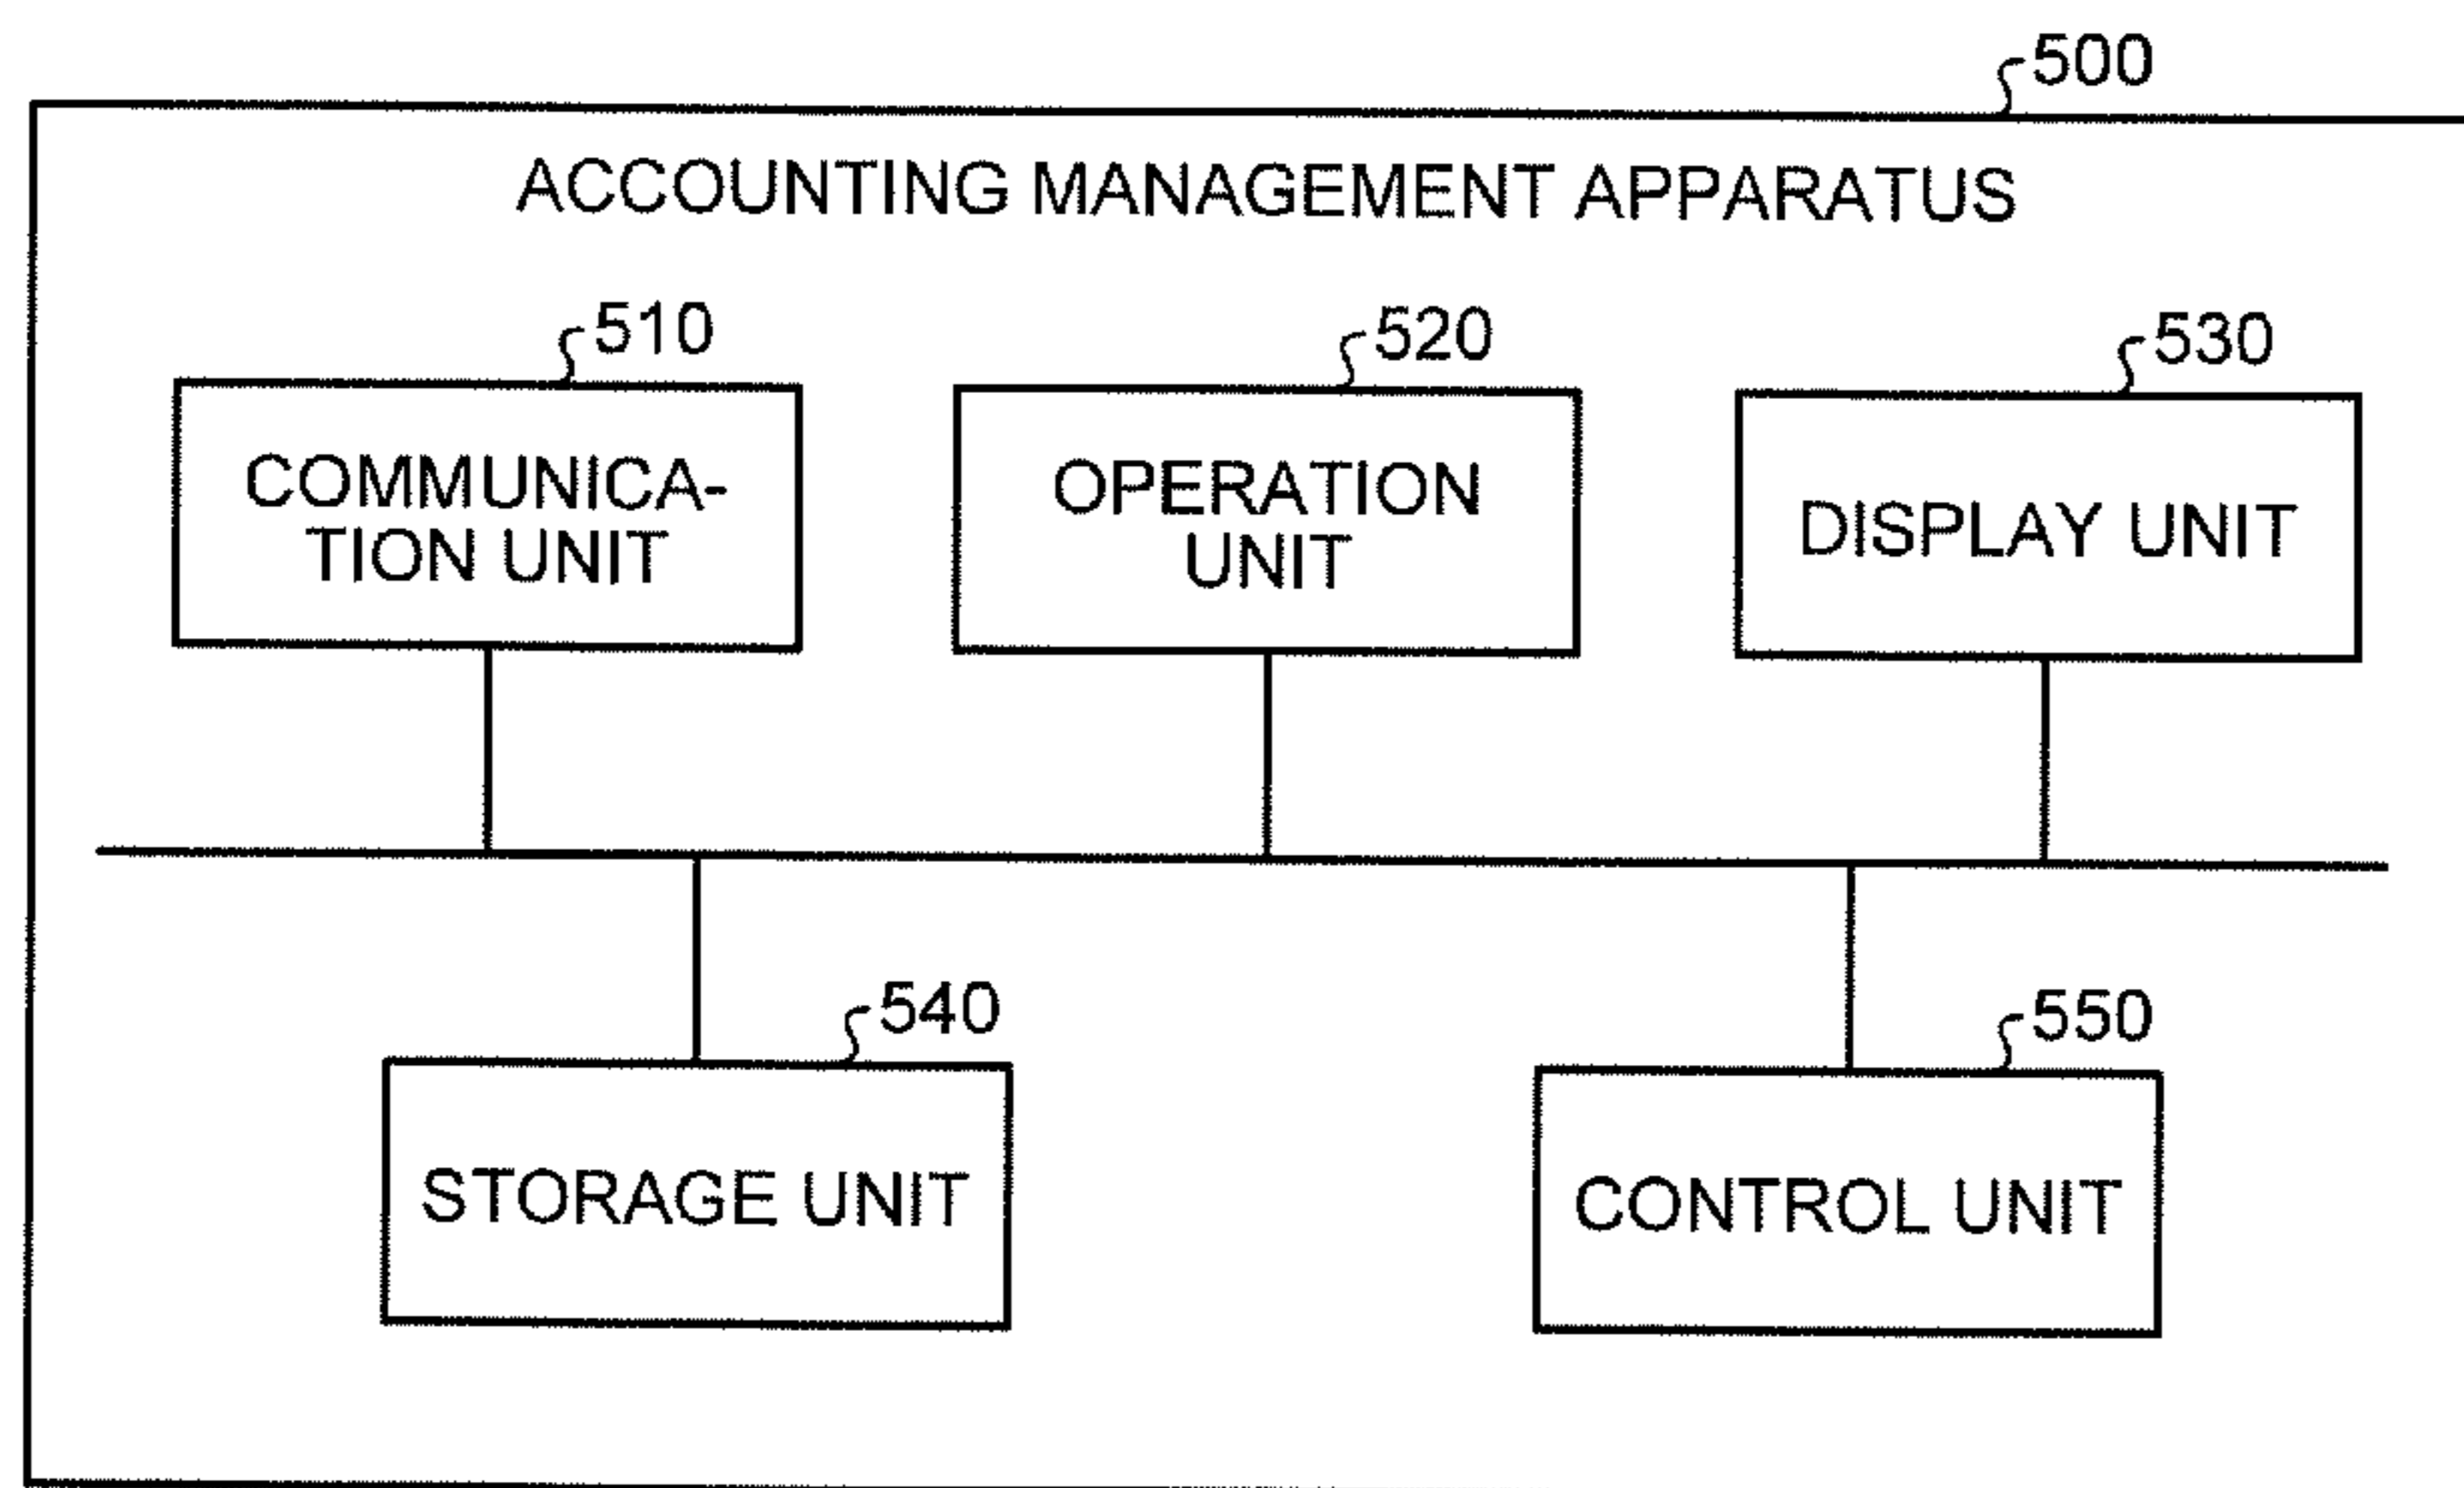 500
ACCOUNTING MANAGEMENT APPARATUS
510
520
530
COMMUNICA-
TION UNIT
OPERATION
UNIT
DISPLAY UNIT
540
550
STORAGE UNIT
CONTROL UNIT